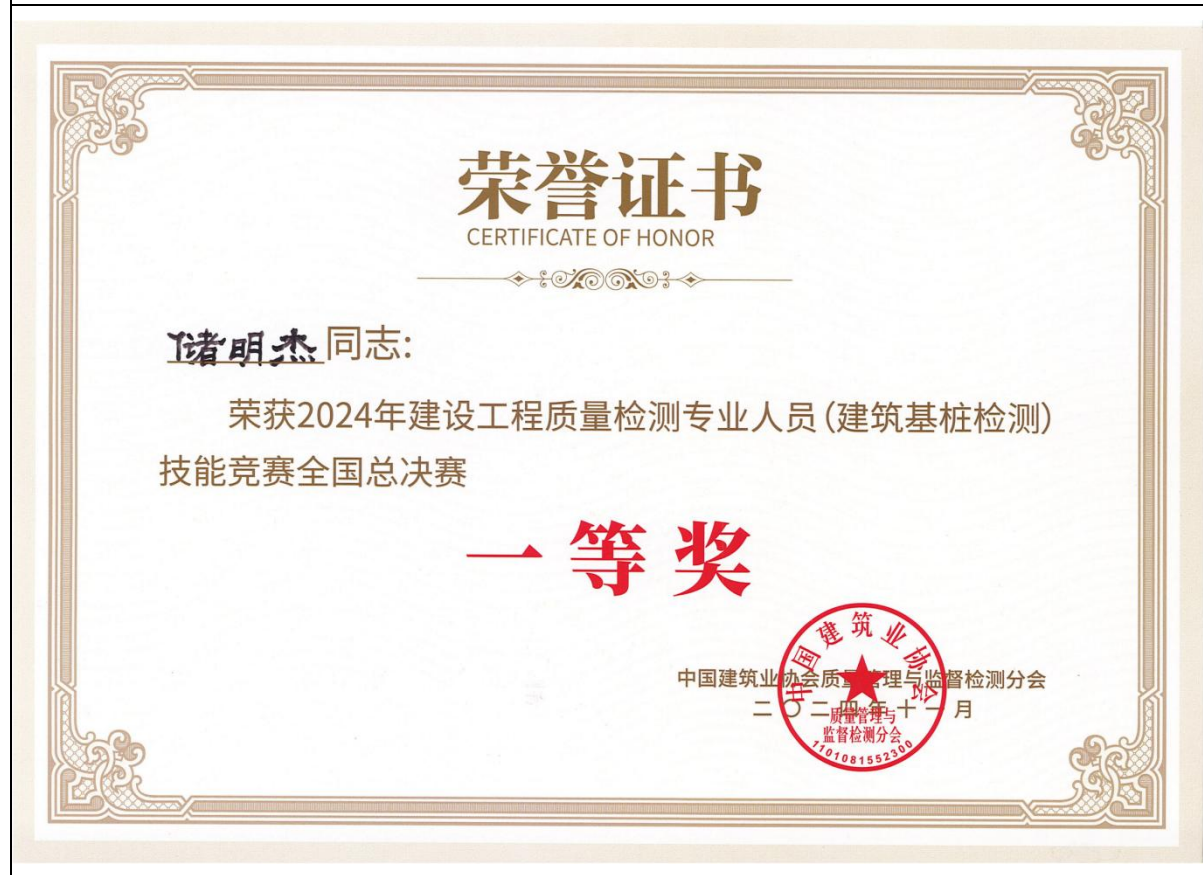 荣誉证书
CERTIFICATE OF HONOR
储明杰同志:
荣获2024年建设工程质量检测专业人员(建筑基桩检测)
技能竞赛全国总决赛
一等奖
中国建筑业协会质量管理与监督检测分会
二〇二四年十一月
中国建筑业协会
质量管理与
监督检测分会
1101081552300